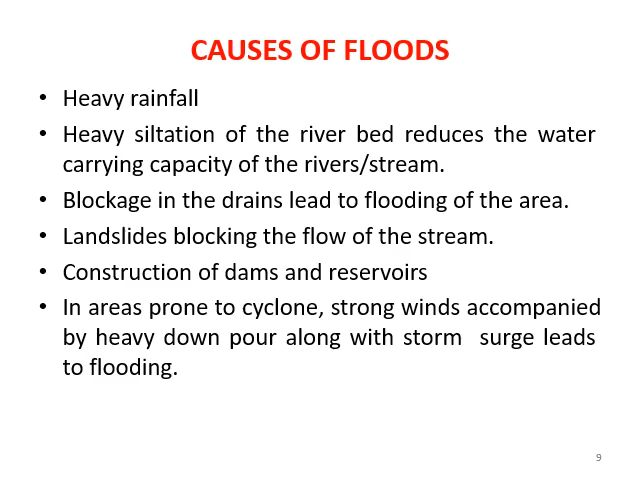 CAUSES OF FLOODS
• Heavy rainfall
• Heavy siltation of the river bed reduces the water
carrying capacity of the rivers/stream.
• Blockage in the drains lead to flooding of the area.
• Landslides blocking the flow of the stream.
• Construction of dams and reservoirs
• In areas prone to cyclone, strong winds accompanied
by heavy down pour along with storm  surge leads
to flooding.
9